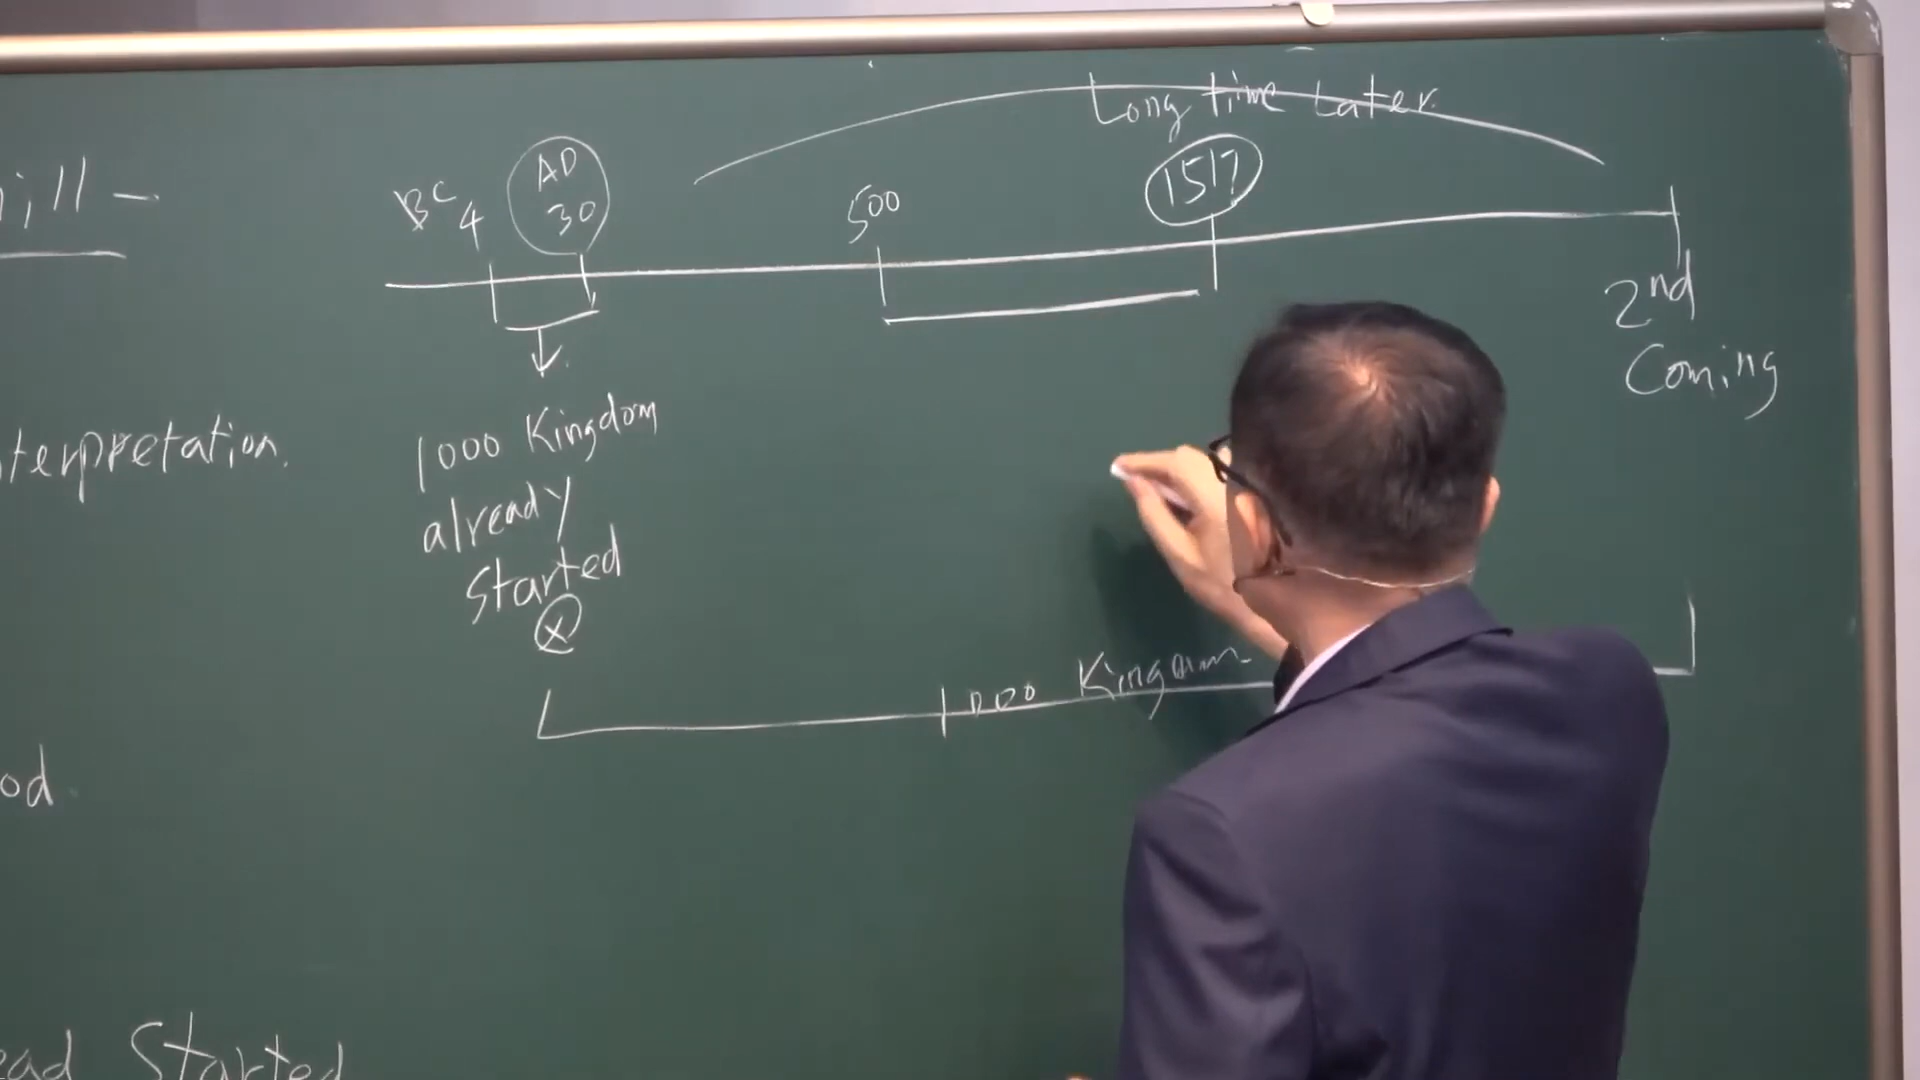 Long time Later.
BC 4
AD
30
500
1517
2nd
Coming
ill -
terpretation.
1000 Kingdom
already
Started
X
1000 Kingdom
od.
ead Started